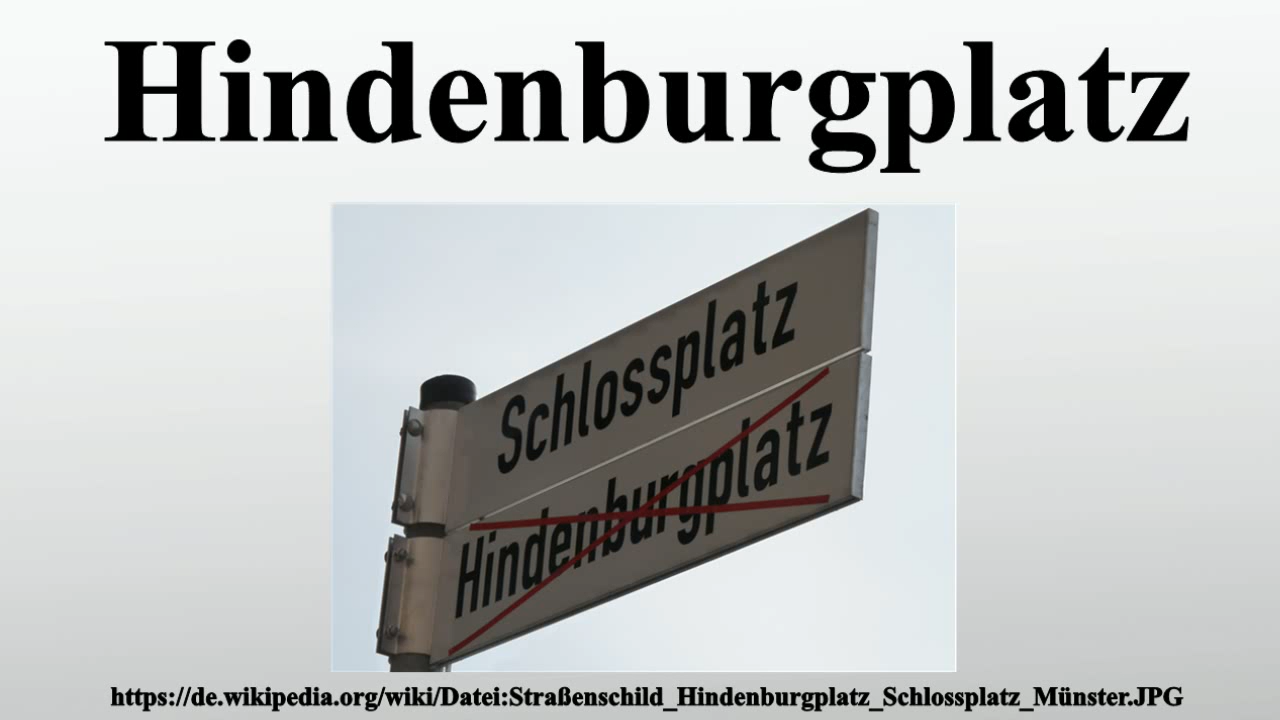 Hindenburgplatz
Schlossplatz
Hindenburgplatz
https://de.wikipedia.org/wiki/Datei:Straßenschild_Hindenburgplatz_Schlossplatz_Münster.JPG